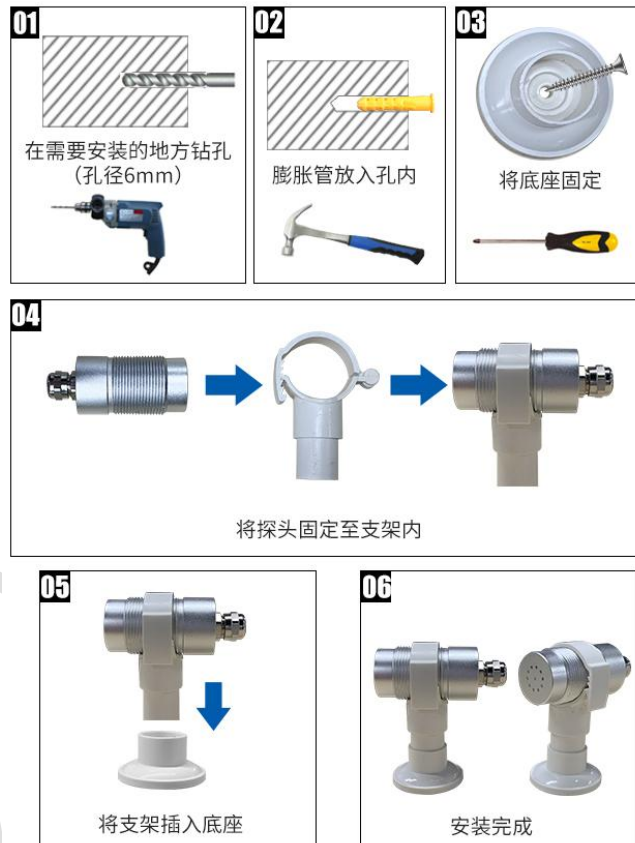 01
在需要安装的地方钻孔
（孔径6mm）
02
膨胀管放入孔内
03
将底座固定
04
将探头固定至支架内
05
将支架插入底座
06
安装完成